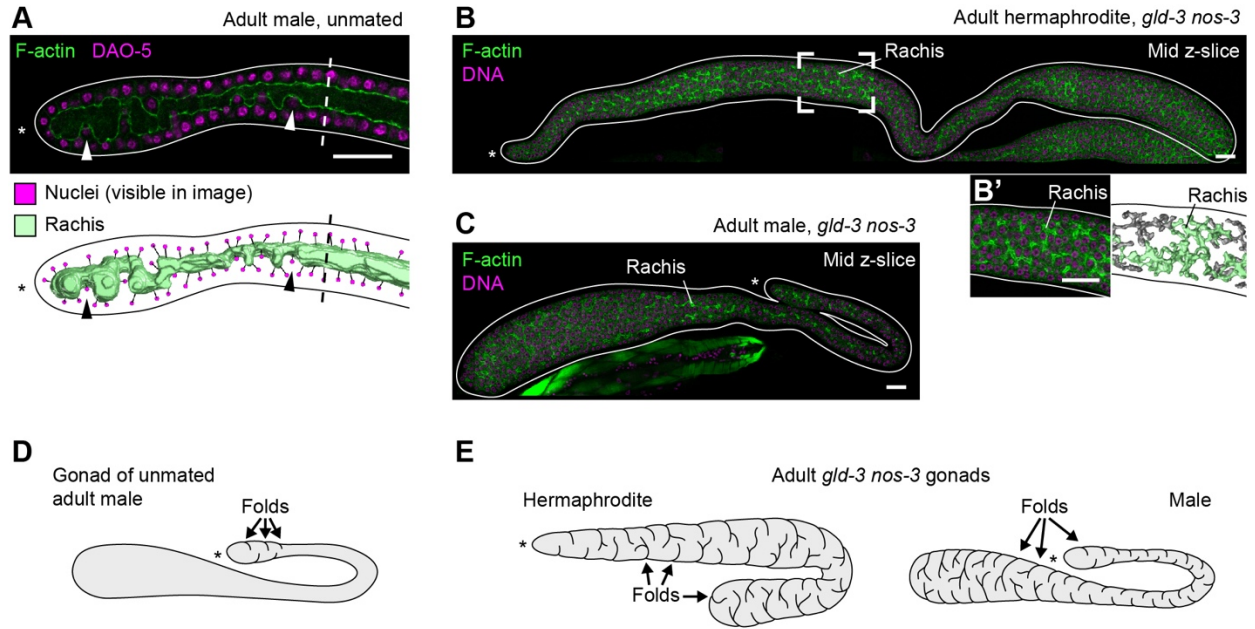 A
Adult male, unmated
F-actin DAO-5
*
Nuclei (visible in image)
Rachis
*
B
Adult hermaphrodite, gld-3 nos-3
F-actin
DNA
Rachis
Mid z-slice
*
B'
Rachis
Rachis
C
Adult male, gld-3 nos-3
F-actin
DNA
Rachis
*
Mid z-slice
D
Gonad of unmated
adult male
Folds
*
E
Adult gld-3 nos-3 gonads
Hermaphrodite
*
Folds
Folds
Male
*